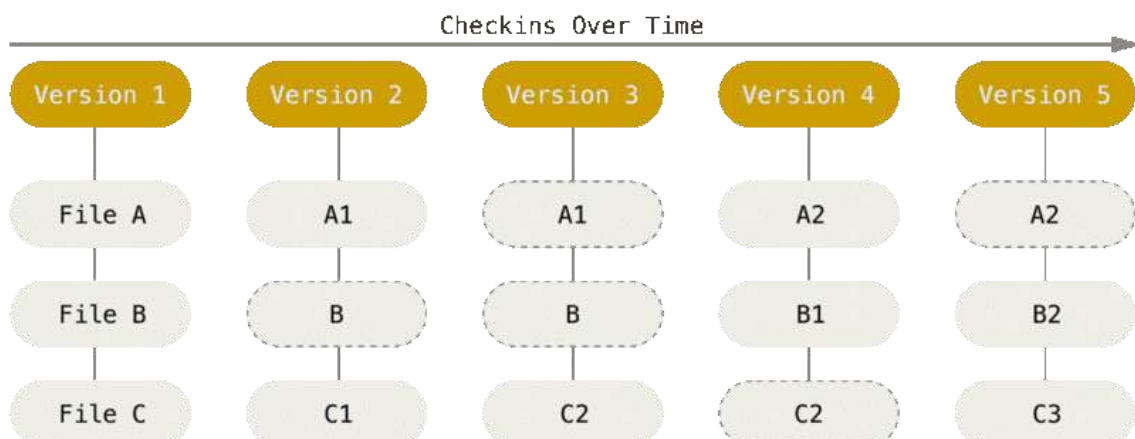 Checkins Over Time
Version 1 Version 2 Version 3 Version 4 Version 5
File A A1 A1 A2 A2
File B B B B1 B2
File C C1 C2 C2 C3